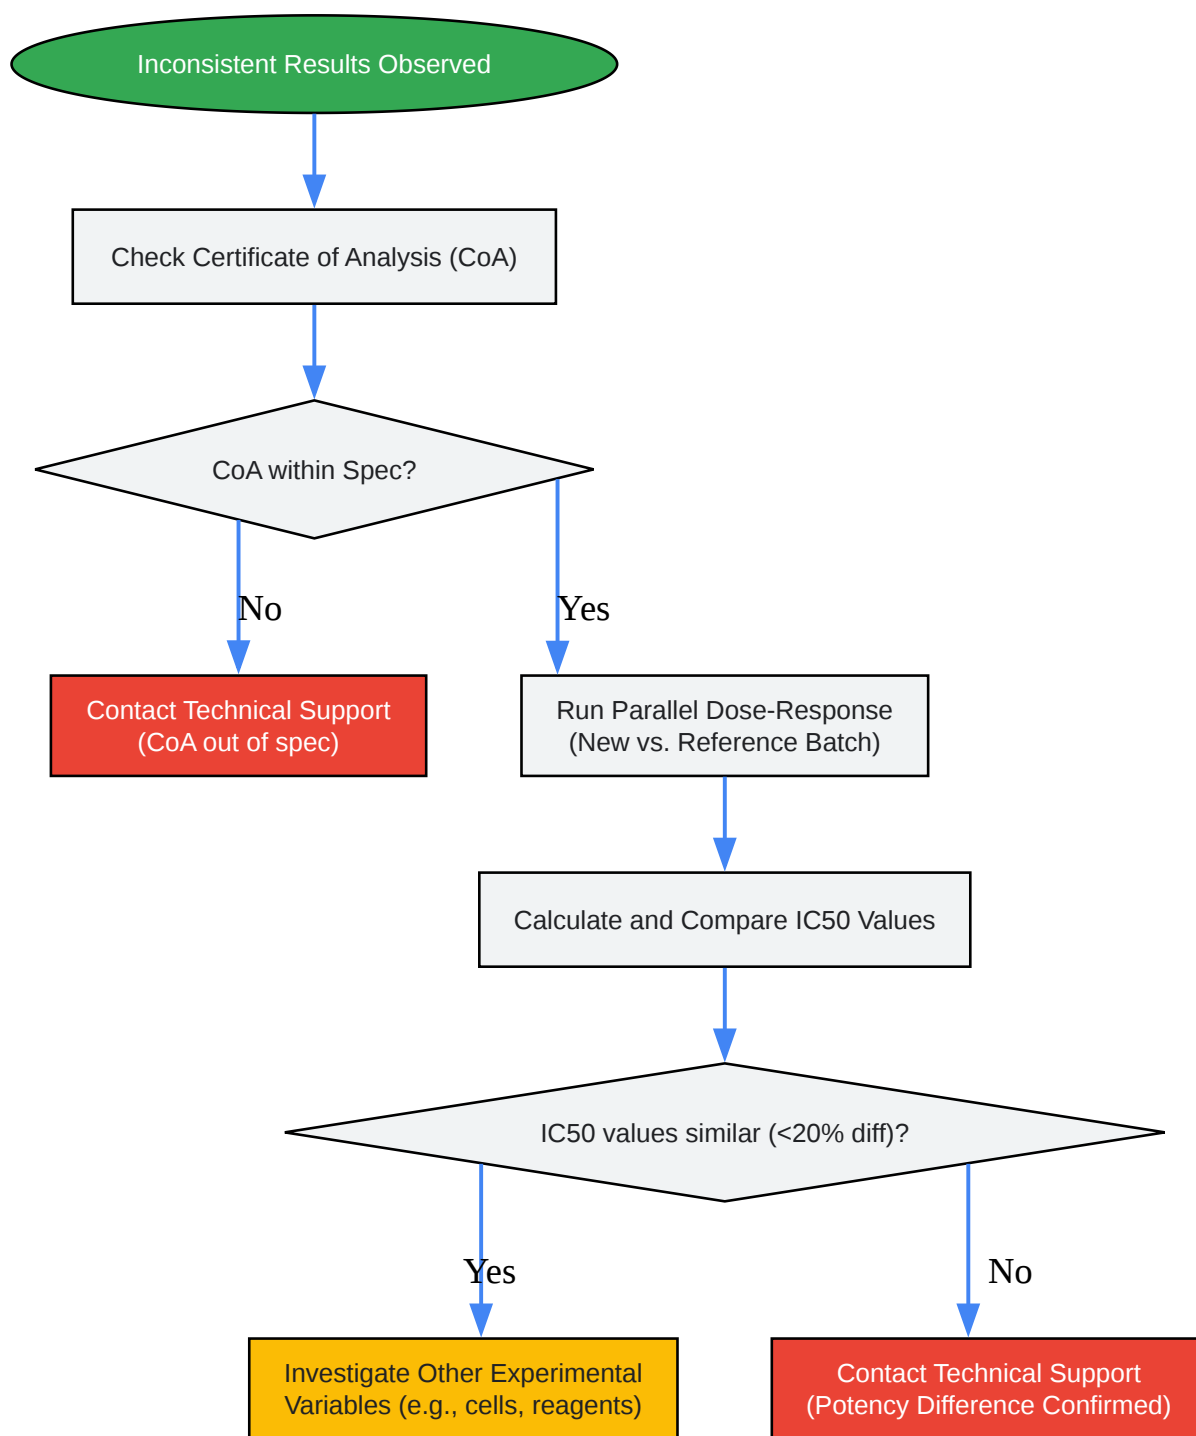 Inconsistent Results Observed
Check Certificate of Analysis (CoA)
CoA within Spec?
No
Yes
Contact Technical Support
(CoA out of spec)
Run Parallel Dose-Response
(New vs. Reference Batch)
Calculate and Compare IC50 Values
IC50 values similar (<20% diff)?
Yes
No
Investigate Other Experimental
Variables (e.g., cells, reagents)
Contact Technical Support
(Potency Difference Confirmed)